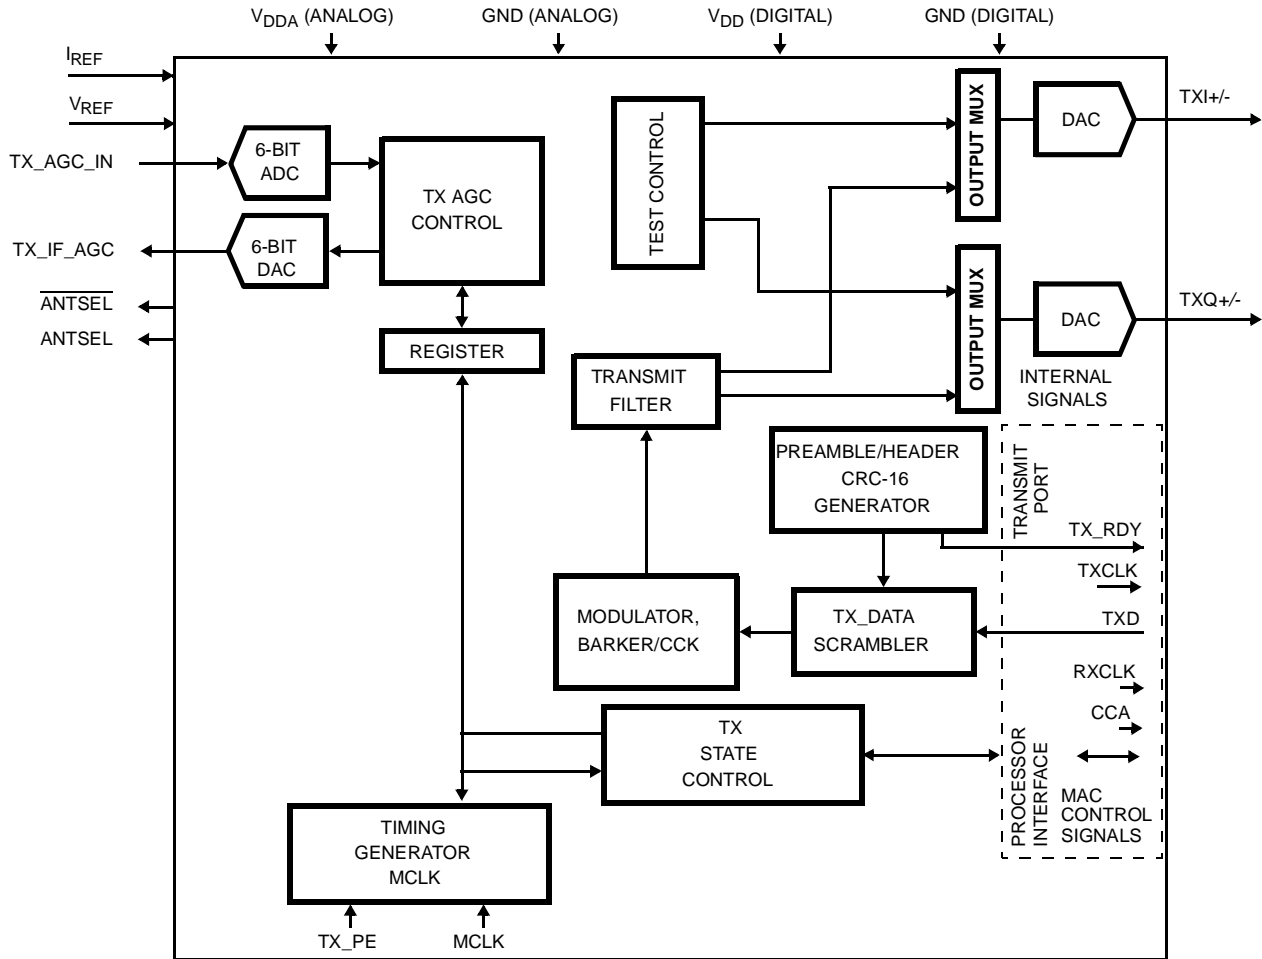 VDDA (ANALOG)
GND (ANALOG)
VDD (DIGITAL)
GND (DIGITAL)
IREF
VREF
TX_AGC_IN
TX_IF_AGC
ANTSEL
ANTSEL
6-BIT
ADC
6-BIT
DAC
TX AGC
CONTROL
REGISTER
TEST CONTROL
OUTPUT MUX
DAC
TXI+/-
OUTPUT MUX
DAC
TXQ+/-
INTERNAL
SIGNALS
TRANSMIT
FILTER
PREAMBLE/HEADER
CRC-16
GENERATOR
TRANSMIT
PORT
TX_RDY
TXCLK
TXD
MODULATOR,
BARKER/CCK
TX_DATA
SCRAMBLER
RXCLK
CCA
TX
STATE
CONTROL
PROCESSOR
INTERFACE
MAC
CONTROL
SIGNALS
TIMING
GENERATOR
MCLK
TX_PE
MCLK